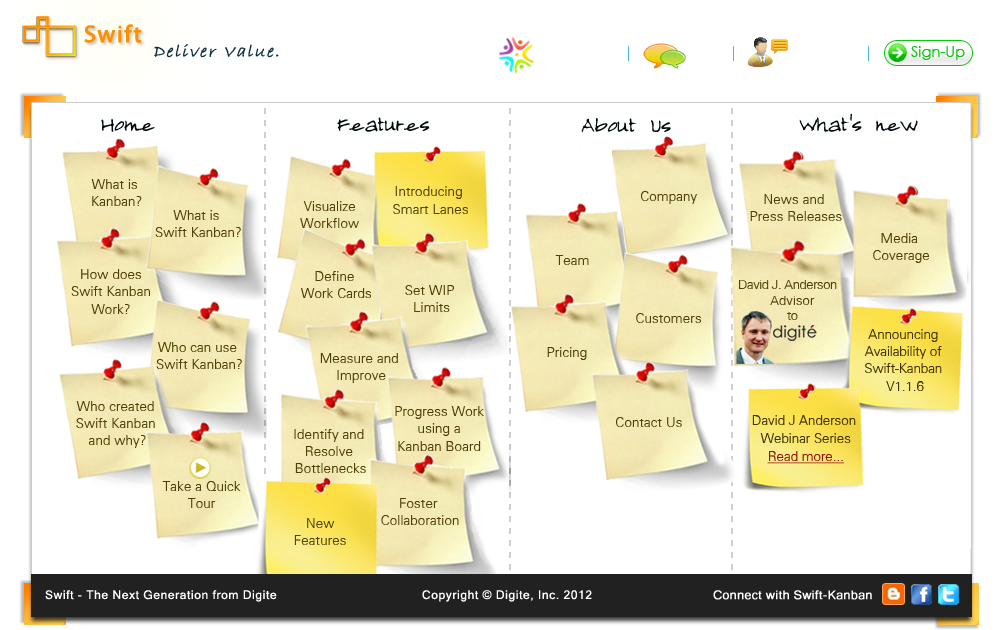 Swift
Deliver Value.
Sign-Up
Home
What is
Kanban?
What is
Swift Kanban?
How does
Swift Kanban
Work?
Who can use
Swift Kanban?
Who created
Swift Kanban
and why?
Take a Quick
Tour
Features
Visualize
Workflow
Introducing
Smart Lanes
Define
Work Cards
Set WIP
Limits
Measure and
Improve
Progress Work
using a
Kanban Board
Identify and
Resolve
Bottlenecks
Foster
Collaboration
New
Features
About Us
Company
Team
Customers
Pricing
Contact Us
What's new
News and
Press Releases
Media
Coverage
David J. Anderson
Advisor
to
digité
Announcing
Availability of
Swift-Kanban
V1.1.6
David J Anderson
Webinar Series
Read more...
Swift - The Next Generation from Digite
Copyright © Digite, Inc. 2012
Connect with Swift-Kanban